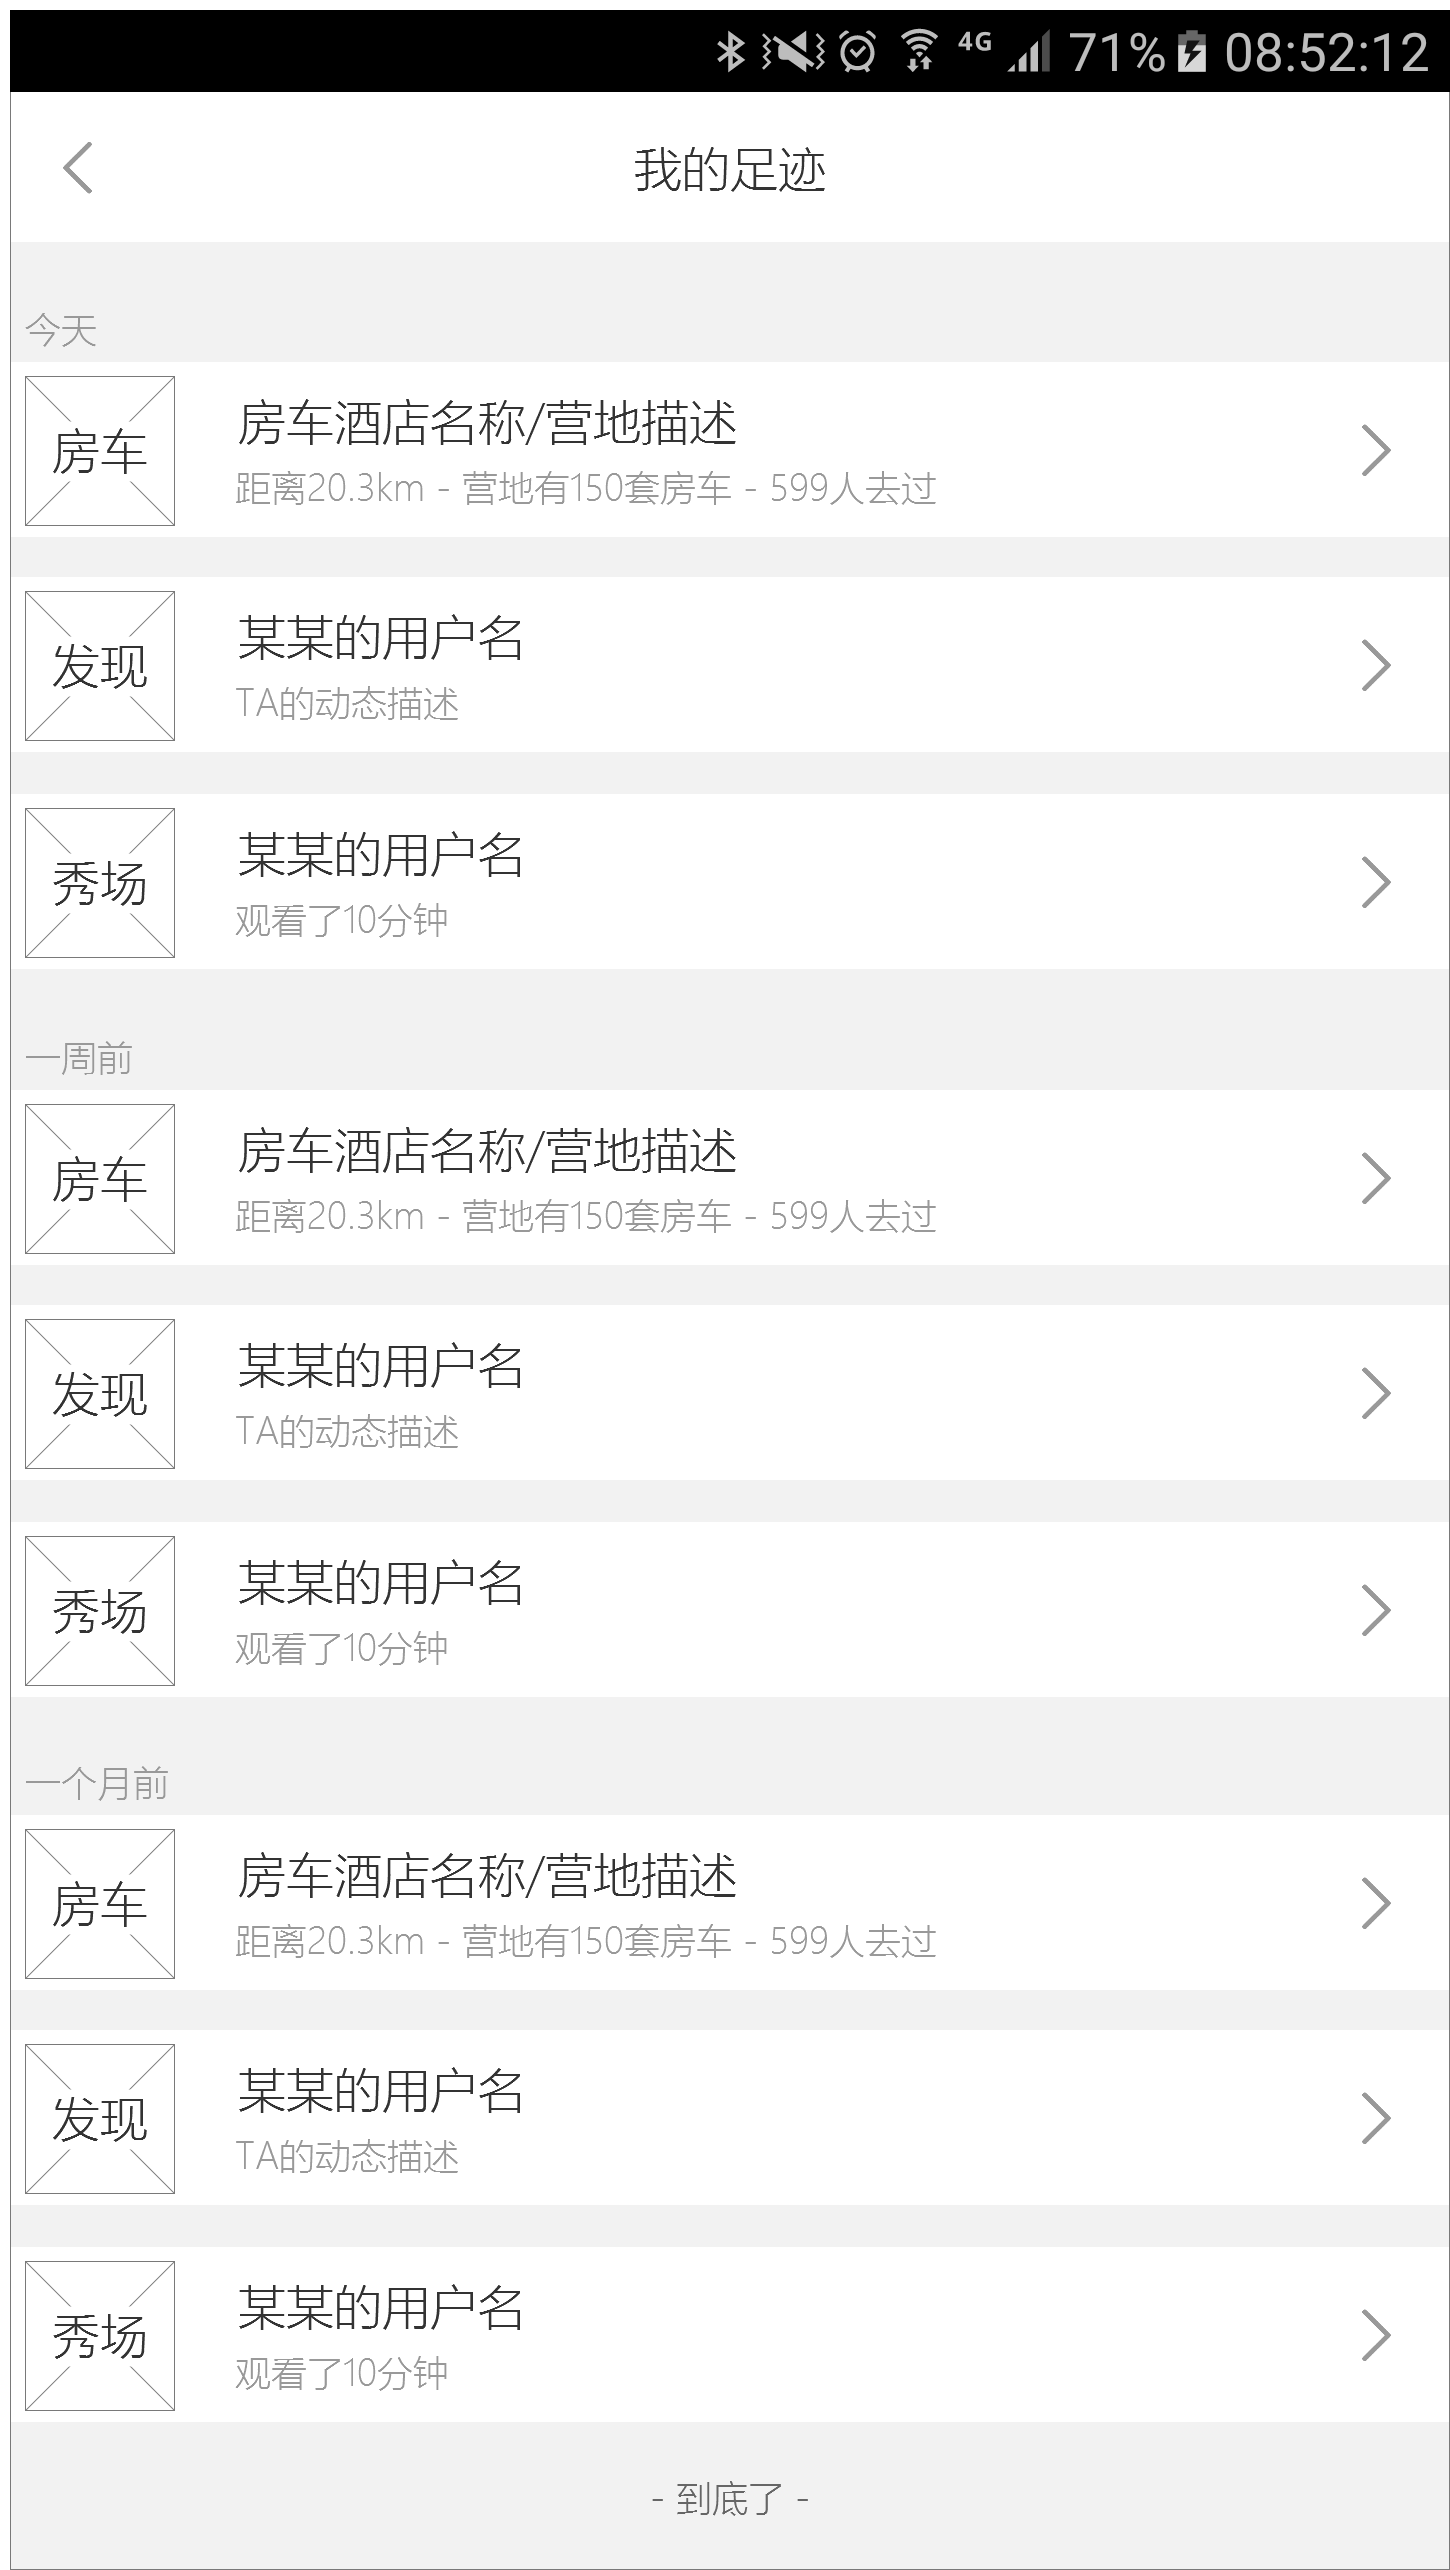 4G 71% 08:52:12
我的足迹
今天
房车
房车酒店名称/营地描述
距离20.3km - 营地有150套房车 - 599人去过
发现
某某的用户名
TA的动态描述
秀场
某某的用户名
观看了10分钟
一周前
房车
房车酒店名称/营地描述
距离20.3km - 营地有150套房车 - 599人去过
发现
某某的用户名
TA的动态描述
秀场
某某的用户名
观看了10分钟
一个月前
房车
房车酒店名称/营地描述
距离20.3km - 营地有150套房车 - 599人去过
发现
某某的用户名
TA的动态描述
秀场
某某的用户名
观看了10分钟
- 到底了 -